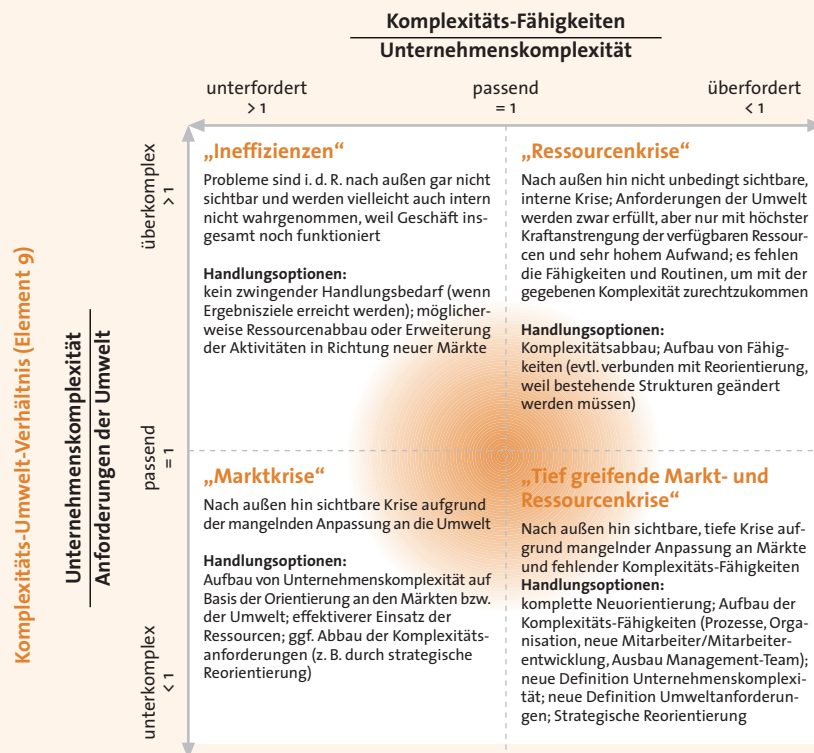 Komplexitäts-Fähigkeiten
Unternehmenskomplexität
unterfordert
> 1
passend
= 1
überfordert
< 1
Komplexitäts-Umwelt-Verhältnis (Element 9)
Unternehmenskomplexität
Anforderungen der Umwelt
überkomplex
> 1
passend
= 1
unterkomplex
< 1
„Ineffizienzen“
Probleme sind i. d. R. nach außen gar nicht
sichtbar und werden vielleicht auch intern
nicht wahrgenommen, weil Geschäft ins-
gesamt noch funktioniert
Handlungsoptionen:
kein zwingender Handlungsbedarf (wenn
Ergebnisziele erreicht werden); möglicher-
weise Ressourcenabbau oder Erweiterung
der Aktivitäten in Richtung neuer Märkte
„Ressourcenkrise“
Nach außen hin nicht unbedingt sichtbare,
interne Krise; Anforderungen der Umwelt
werden zwar erfüllt, aber nur mit höchster
Kraftanstrengung der verfügbaren Ressour-
cen und sehr hohem Aufwand; es fehlen
die Fähigkeiten und Routinen, um mit der
gegebenen Komplexität zurechtzukommen
Handlungsoptionen:
Komplexitätsabbau; Aufbau von Fähig-
keiten (evtl. verbunden mit Reorientierung,
weil bestehende Strukturen geändert
werden müssen)
„Marktkrise“
Nach außen hin sichtbare Krise aufgrund
der mangelnden Anpassung an die Umwelt
Handlungsoptionen:
Aufbau von Unternehmenskomplexität auf
Basis der Orientierung an den Märkten bzw.
der Umwelt; effektiverer Einsatz der
Ressourcen; ggf. Abbau der Komplexitäts-
anforderungen (z. B. durch strategische
Reorientierung)
„Tief greifende Markt- und
Ressourcenkrise“
Nach außen hin sichtbare, tiefe Krise auf-
grund mangelnder Anpassung an Märkte
und fehlender Komplexitäts-Fähigkeiten
Handlungsoptionen:
komplette Neuorientierung; Aufbau der
Komplexitäts-Fähigkeiten (Prozesse, Orga-
nisation, neue Mitarbeiter/Mitarbeiter-
entwicklung, Ausbau Management-Team);
neue Definition Unternehmenskomplexi-
tät; neue Definition Umweltanforderun-
gen; Strategische Reorientierung